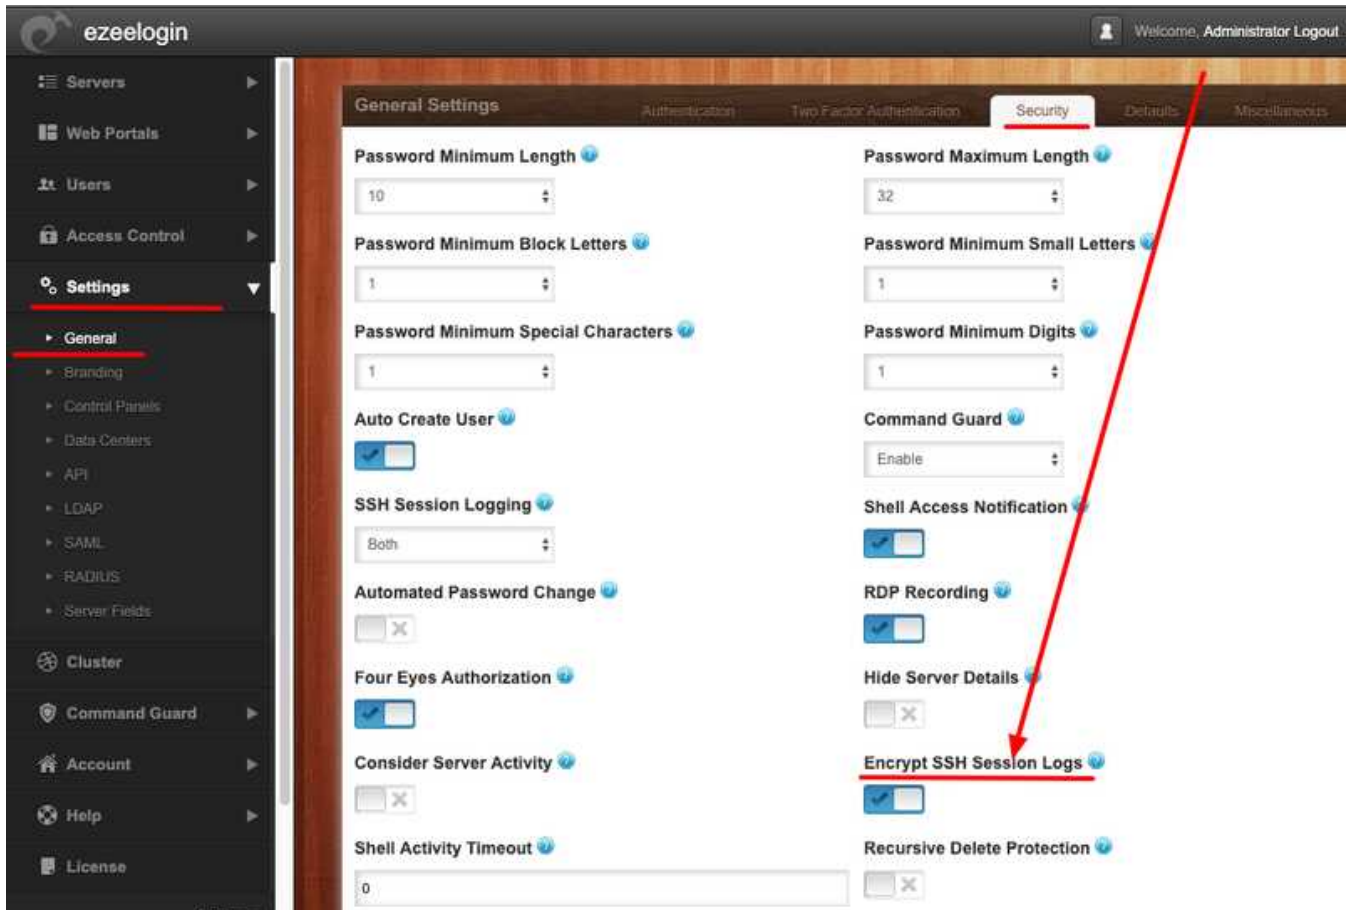 ezeelogin
Welcome, Administrator Logout
Servers
Web Portals
Users
Access Control
Settings
General
Branding
Control Panels
Data Centers
API
LDAP
SAML
RADIUS
Server Fields
Cluster
Command Guard
Account
Help
License
General Settings
Authentication
Two Factor Authentication
Security
Defaults
Miscellaneous
Password Minimum Length
10
Password Maximum Length
32
Password Minimum Block Letters
1
Password Minimum Small Letters
1
Password Minimum Special Characters
1
Password Minimum Digits
1
Auto Create User
Command Guard
Enable
SSH Session Logging
Both
Shell Access Notification
Automated Password Change
RDP Recording
Four Eyes Authorization
Hide Server Details
Consider Server Activity
Encrypt SSH Session Logs
Shell Activity Timeout
0
Recursive Delete Protection